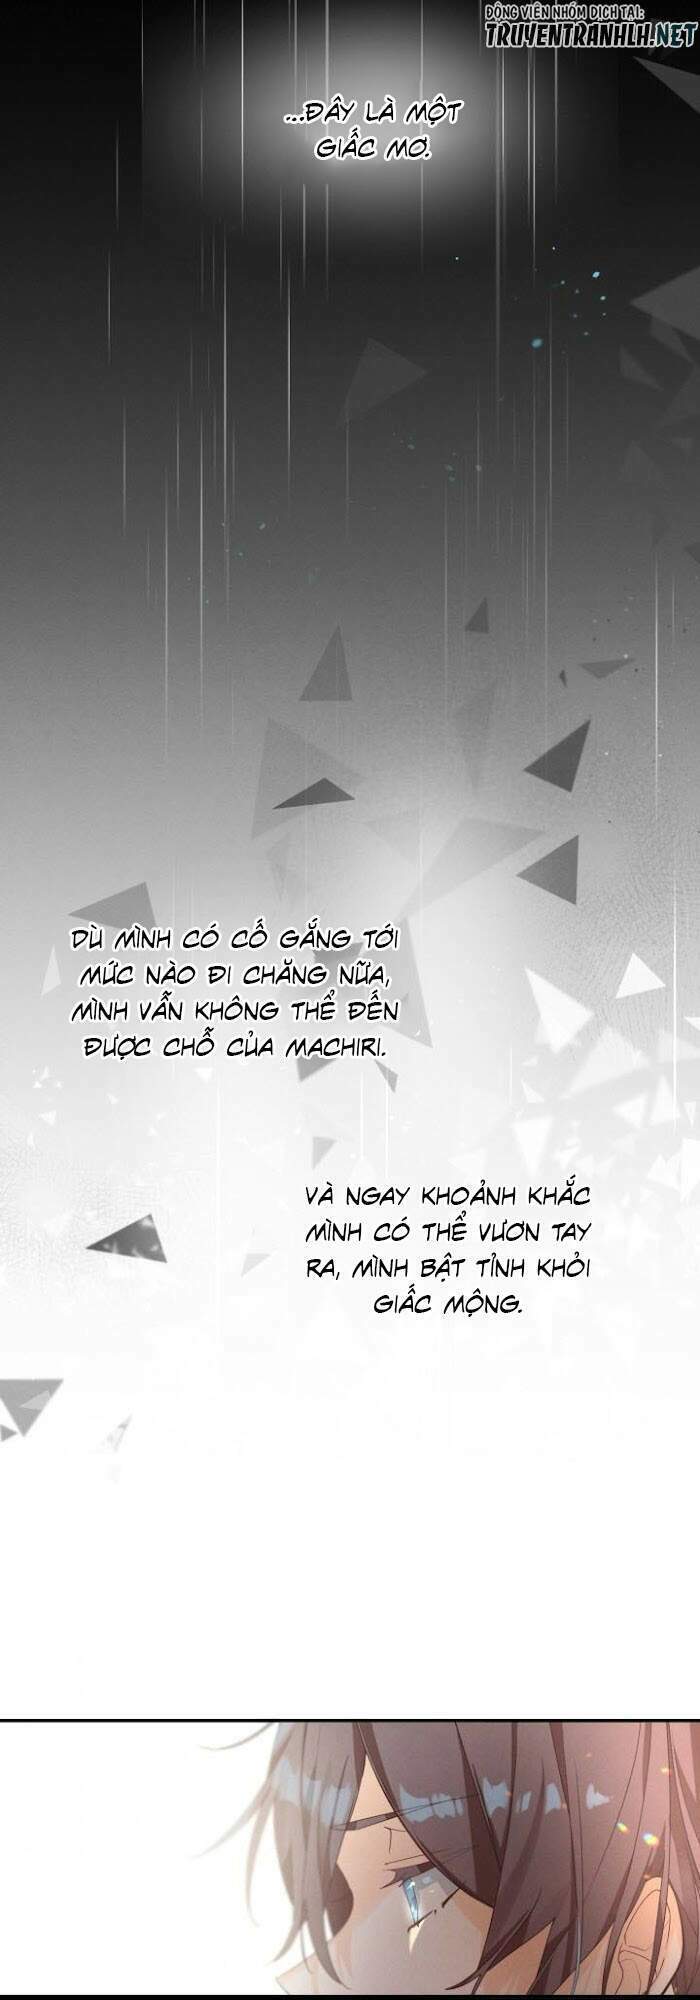 ĐỘNG VIÊN NHÓM DỊCH TẠI:
TRUYENTRANHLH.NET
...ĐÂY LÀ MỘT
GIẤC MƠ.
DÙ MÌNH CÓ CỐ GẮNG TỚI
MỨC NÀO ĐI CHĂNG NỮA,
MÌNH VẪN KHÔNG THỂ ĐẾN
ĐƯỢC CHỖ CỦA MACHIRI.
VÀ NGAY KHOẢNH KHẮC
MÌNH CÓ THỂ VƯƠN TAY
RA, MÌNH BẬT TỈNH KHỎI
GIẤC MỘNG.